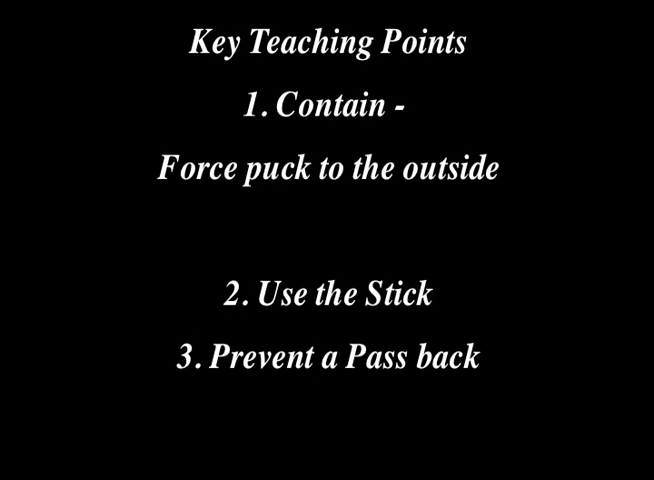 Key Teaching Points
1. Contain -
Force puck to the outside
2. Use the Stick
3. Prevent a Pass back